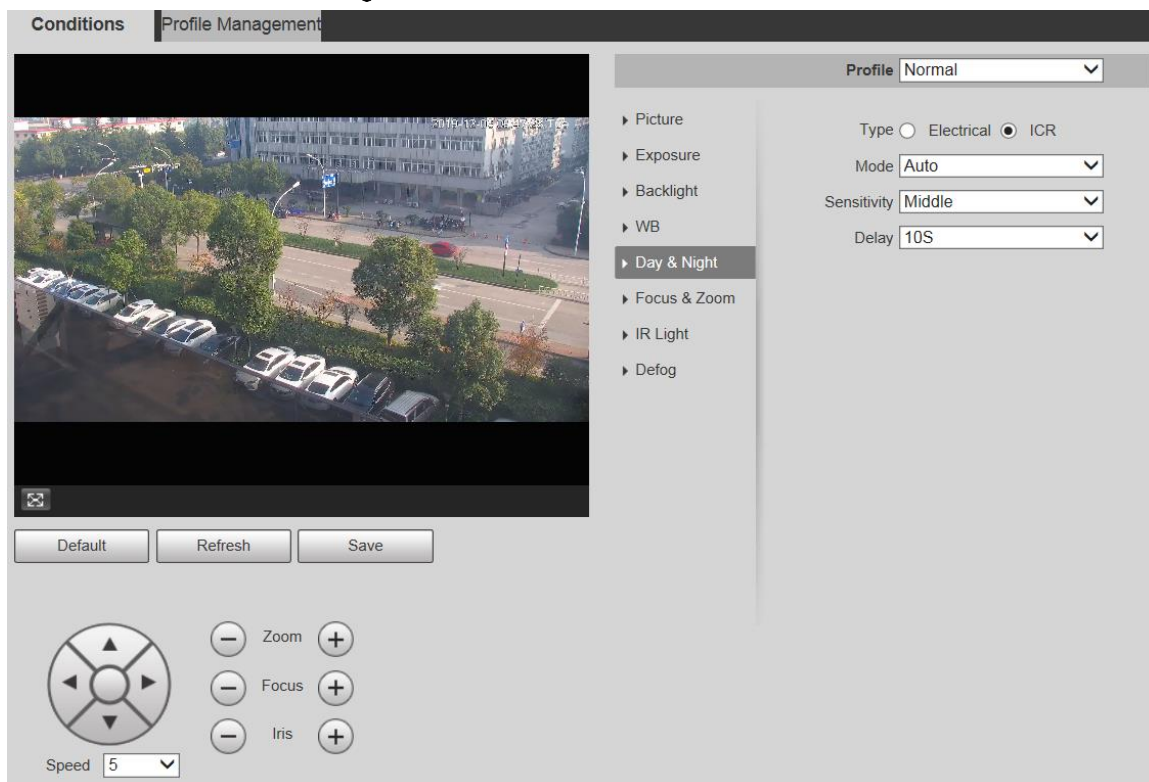 Conditions
Profile Management
Profile Normal
Picture
Exposure
Backlight
WB
Day & Night
Focus & Zoom
IR Light
Defog
Type Electrical ICR
Mode Auto
Sensitivity Middle
Delay 10S
Default
Refresh
Save
Zoom
Focus
Iris
Speed 5